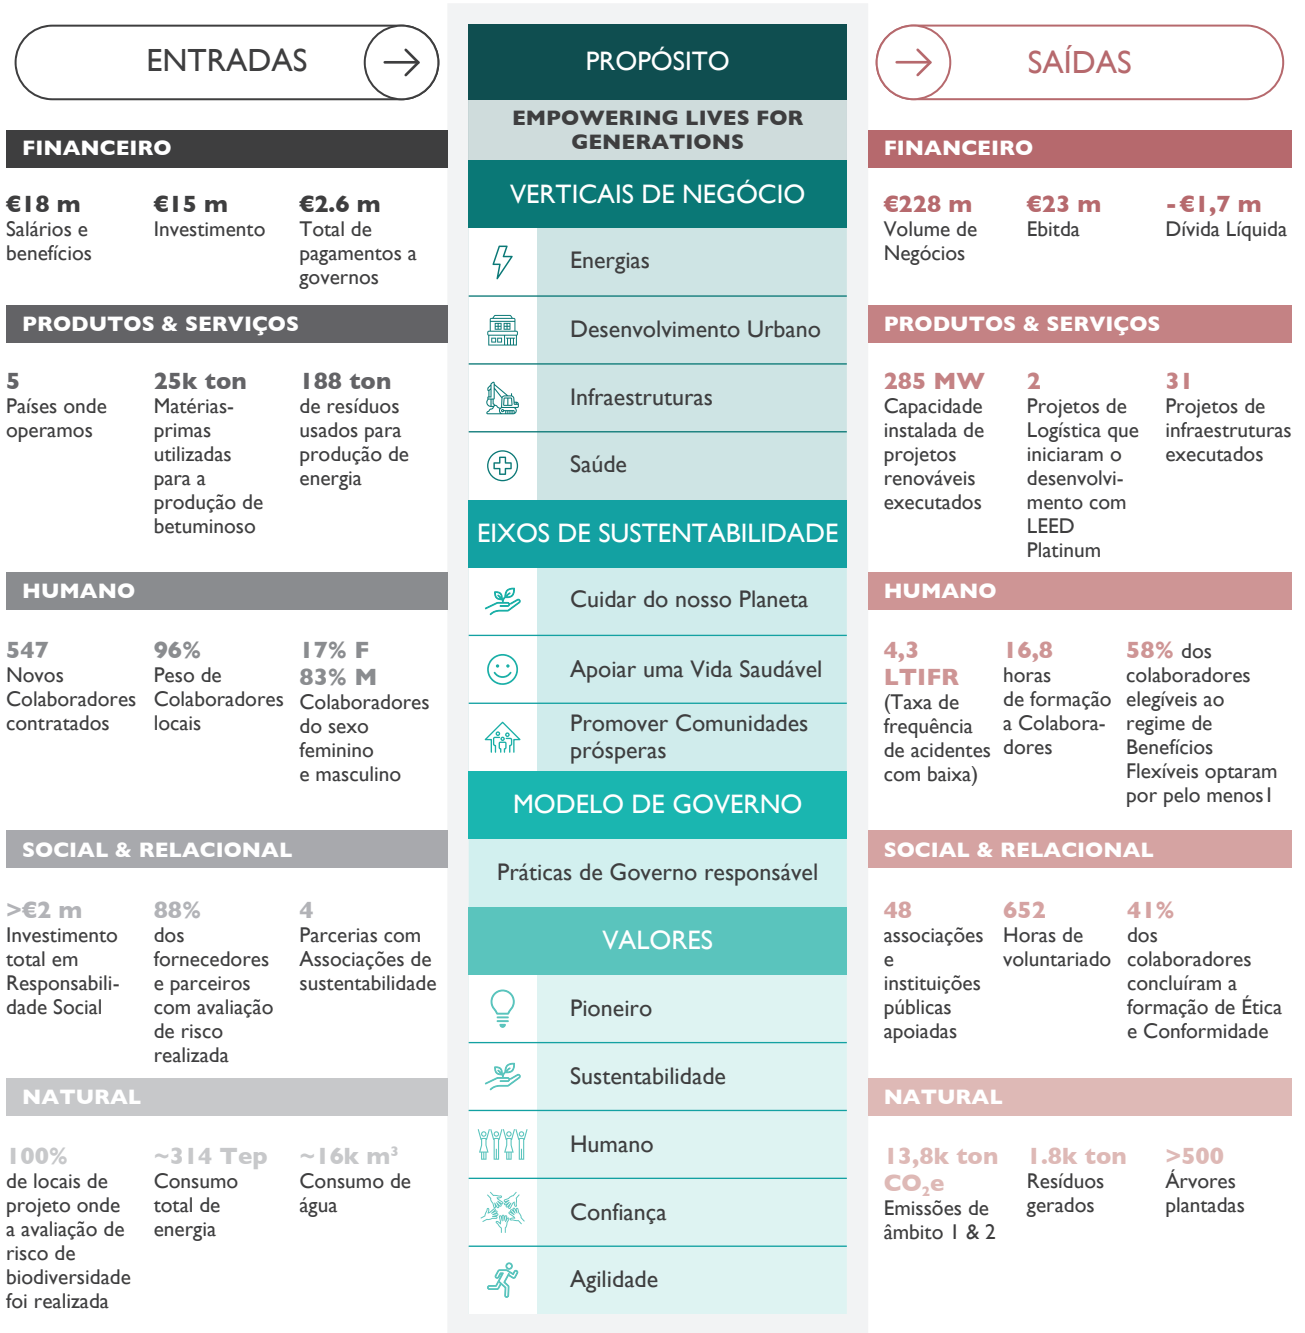 ENTRADAS
FINANCEIRO
€18 m
Salários e
benefícios
€15 m
Investimento
€2.6 m
Total de
pagamentos a
governos
PRODUTOS & SERVIÇOS
5
Países onde
operamos
25k ton
Matérias-
primas
utilizadas
para a
produção de
betuminoso
188 ton
de resíduos
usados para
produção de
energia
HUMANO
547
Novos
Colaboradores
contratados
96%
Peso de
Colaboradores
locais
17% F
83% M
Colaboradores
do sexo
feminino
e masculino
SOCIAL & RELACIONAL
>€2 m
Investimento
total em
Responsabili-
dade Social
88%
dos
fornecedores
e parceiros
com avaliação
de risco
realizada
4
Parcerias com
Associações de
sustentabilidade
NATURAL
100%
de locais de
projeto onde
a avaliação de
risco de
biodiversidade
foi realizada
~314 Tep
Consumo
total de
energia
~16k m³
Consumo de
água
PROPÓSITO
EMPOWERING LIVES FOR
GENERATIONS
VERTICAIS DE NEGÓCIO
Energias
Desenvolvimento Urbano
Infraestruturas
Saúde
EIXOS DE SUSTENTABILIDADE
Cuidar do nosso Planeta
Apoiar uma Vida Saudável
Promover Comunidades
prósperas
MODELO DE GOVERNO
Práticas de Governo responsável
VALORES
Pioneiro
Sustentabilidade
Humano
Confiança
Agilidade
SAÍDAS
FINANCEIRO
€228 m
Volume de
Negócios
€23 m
Ebitda
-€1,7 m
Dívida Líquida
PRODUTOS & SERVIÇOS
285 MW
Capacidade
instalada de
projetos
renováveis
executados
2
Projetos de
Logística que
iniciaram o
desenvolvi-
mento com
LEED
Platinum
31
Projetos de
infraestruturas
executados
HUMANO
4,3
LTIFR
(Taxa de
frequência
de acidentes
com baixa)
16,8
horas
de formação
a Colabora-
dores
58% dos
colaboradores
elegíveis ao
regime de
Benefícios
Flexíveis optaram
por pelo menos1
SOCIAL & RELACIONAL
48
associações
e
instituições
públicas
apoiadas
652
Horas de
voluntariado
41%
dos
colaboradores
concluíram a
formação de Ética
e Conformidade
NATURAL
13,8k ton
CO₂e
Emissões de
âmbito 1 & 2
1.8k ton
Resíduos
gerados
>500
Árvores
plantadas